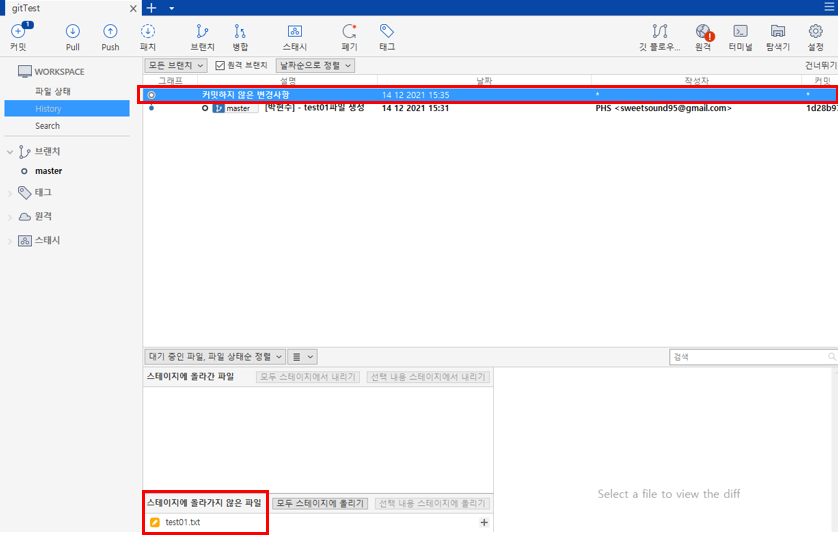 gitTest
1
커밋
Pull
Push
패치
브랜치
병합
스태시
폐기
태그
깃 플로우...
원격
터미널
탐색기
설정
WORKSPACE
파일 상태
History
Search
브랜치
master
태그
원격
스태시
모든 브랜치
원격 브랜치
날짜순으로 정렬
건너뛰기
그래프 설명 날짜 작성자 커밋
커밋하지 않은 변경사항 14 12 2021 15:35 * *
master [박현수] - test01파일 생성 14 12 2021 15:31 PHS <sweetsound95@gmail.com> 1d28b9
대기 중인 파일, 파일 상태순 정렬
검색
스테이지에 올라간 파일 모두 스테이지에서 내리기 선택 내용 스테이지에서 내리기
Select a file to view the diff
스테이지에 올라가지 않은 파일 모두 스테이지에 올리기 선택 내용 스테이지에 올리기
test01.txt